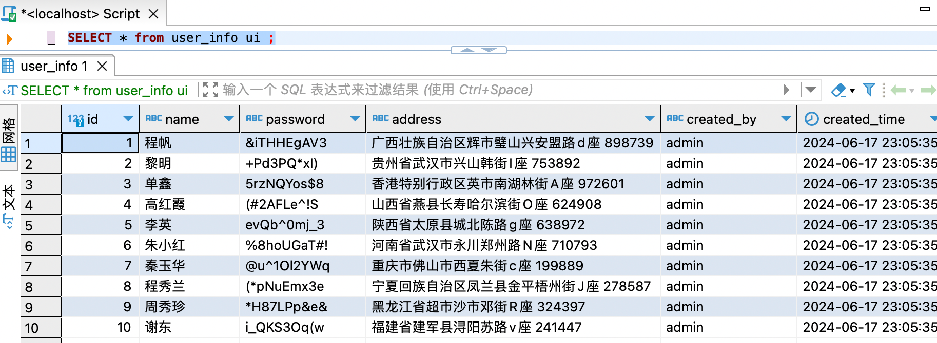 *<localhost> Script
SELECT * from user_info ui ;
user_info 1
SELECT * from user_info ui 输入一个 SQL 表达式来过滤结果 (使用 Ctrl+Space)
网格
文本
123 id ABC name ABC password ABC address ABC created_by created_time
1 1 程帆 &iTHHEgAV3 广西壮族自治区辉市璧山兴安盟路d座 898739 admin 2024-06-17 23:05:35
2 2 黎明 +Pd3PQ*xI) 贵州省武汉市兴山韩街l座 753892 admin 2024-06-17 23:05:35
3 3 单鑫 5rzNQYos$8 香港特别行政区英市南湖林街A座 972601 admin 2024-06-17 23:05:35
4 4 高红霞 (#2AFLe^!S 山西省燕县长寿哈尔滨街O座 624908 admin 2024-06-17 23:05:35
5 5 李英 evQb^0mj_3 陕西省太原县城北陈路g座 638972 admin 2024-06-17 23:05:35
6 6 朱小红 %8hoUGaT#! 河南省武汉市永川郑州路N座 710793 admin 2024-06-17 23:05:35
7 7 秦玉华 @u^1Ol2YWq 重庆市佛山市西夏朱街c座 199889 admin 2024-06-17 23:05:35
8 8 程秀兰 (*pNuEmx3e 宁夏回族自治区凤兰县金平梧州街J座 278587 admin 2024-06-17 23:05:35
9 9 周秀珍 *H87LPp&e& 黑龙江省超市沙市邓街R座 324397 admin 2024-06-17 23:05:35
10 10 谢东 i_QKS3Oq(w 福建省建军县浔阳苏路v座 241447 admin 2024-06-17 23:05:35